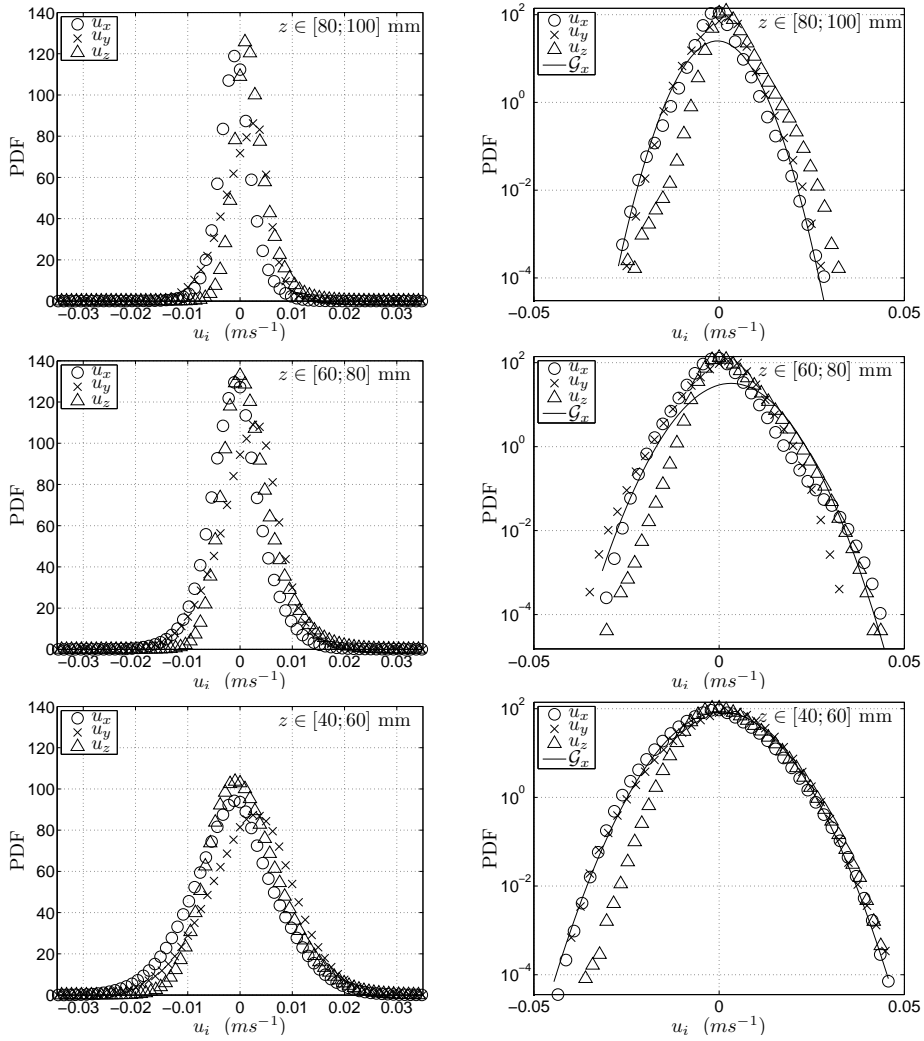 140
120
100
80
60
40
20
0
PDF
−0.03 −0.02 −0.01 0 0.01 0.02 0.03
u_i (ms^{-1})
z ∈ [80; 100] mm
u_x
u_y
u_z
10^2
10^0
10^{−2}
10^{−4}
PDF
−0.05 0 0.05
u_i (ms^{-1})
z ∈ [80; 100] mm
u_x
u_y
u_z
𝒢_x
140
120
100
80
60
40
20
0
PDF
−0.03 −0.02 −0.01 0 0.01 0.02 0.03
u_i (ms^{-1})
z ∈ [60; 80] mm
u_x
u_y
u_z
10^2
10^0
10^{−2}
10^{−4}
PDF
−0.05 0 0.05
u_i (ms^{-1})
z ∈ [60; 80] mm
u_x
u_y
u_z
𝒢_x
140
120
100
80
60
40
20
0
PDF
−0.03 −0.02 −0.01 0 0.01 0.02 0.03
u_i (ms^{-1})
z ∈ [40; 60] mm
u_x
u_y
u_z
10^2
10^0
10^{−2}
10^{−4}
PDF
−0.05 0 0.05
u_i (ms^{-1})
z ∈ [40; 60] mm
u_x
u_y
u_z
𝒢_x